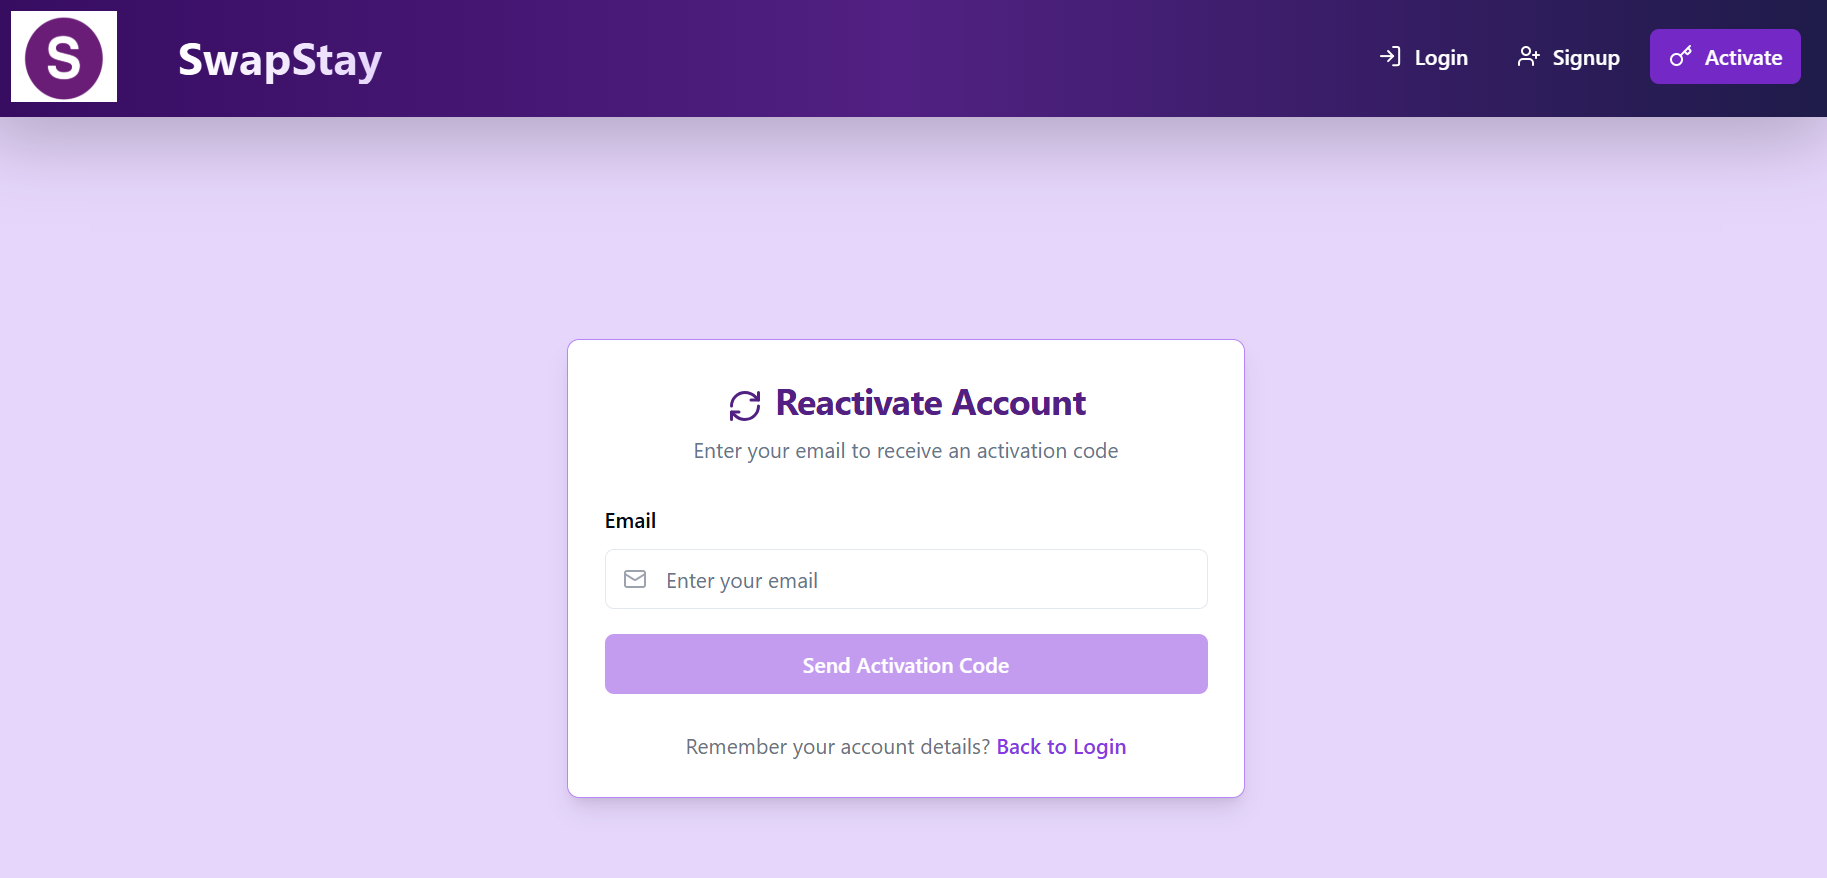 S
SwapStay
Login
Signup
Activate
Reactivate Account
Enter your email to receive an activation code
Email
Enter your email
Send Activation Code
Remember your account details? Back to Login